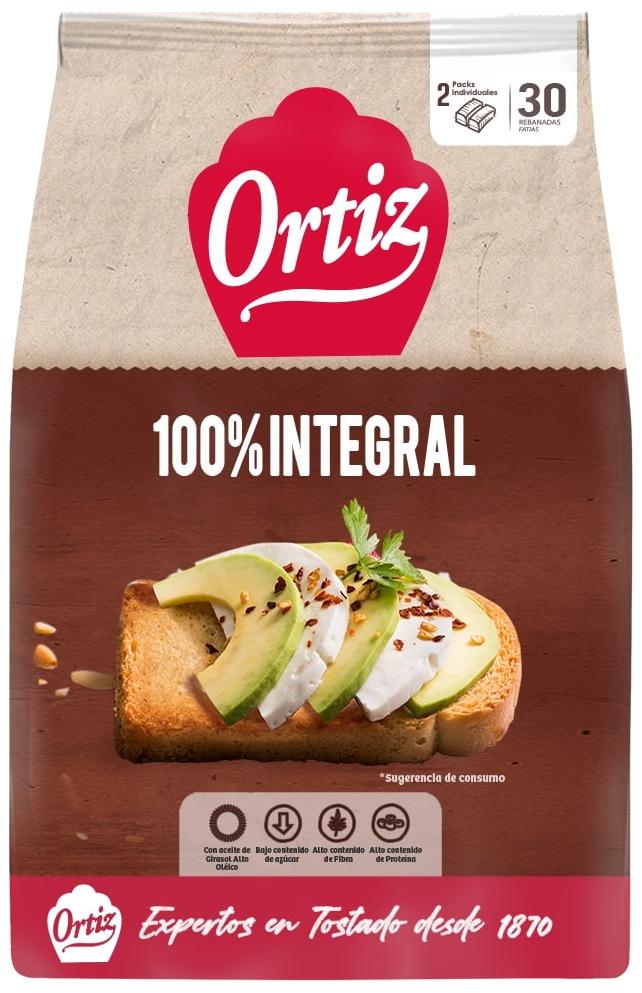 2 Packs
individuales
30
REBANADAS
FATIAS
Ortiz
100% INTEGRAL
*Sugerencia de consumo
Con aceite de
Girasol Alto
Oléico
Bajo contenido
de azúcar
Alto contenido
de Fibra
Alto contenido
de Proteína
Ortiz
Expertos en Tostado desde 1870